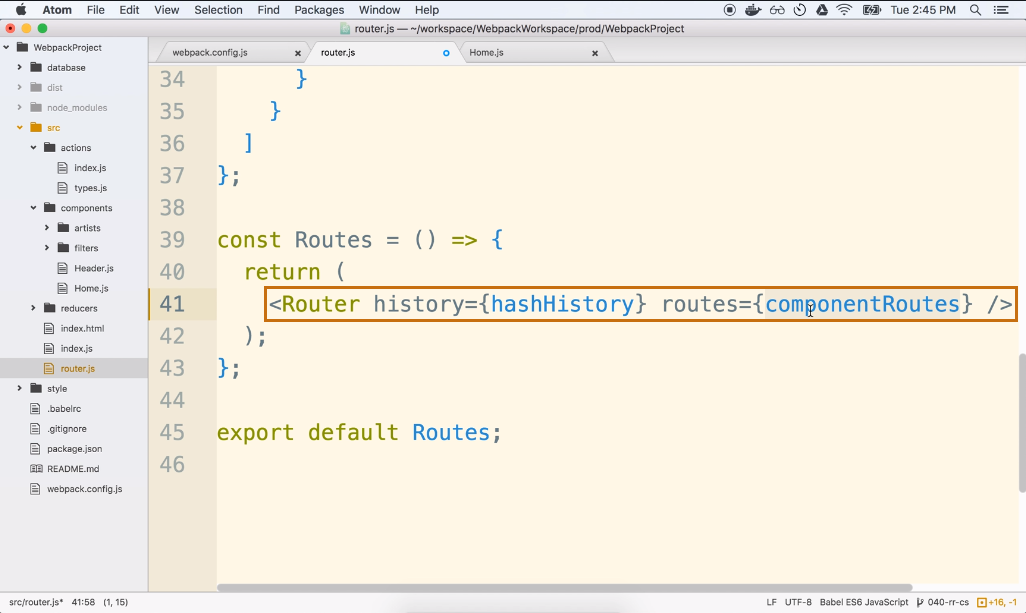 Atom File Edit View Selection Find Packages Window Help Tue 2:45 PM
router.js — ~/workspace/WebpackWorkspace/prod/WebpackProject
WebpackProject
database
dist
node_modules
src
actions
index.js
types.js
components
artists
filters
Header.js
Home.js
reducers
index.html
index.js
router.js
style
.babelrc
.gitignore
package.json
README.md
webpack.config.js
webpack.config.js router.js Home.js
34 }
35 }
36 ]
37 };
38
39 const Routes = () => {
40 return (
41 <Router history={hashHistory} routes={componentRoutes} />
42 );
43 };
44
45 export default Routes;
46
src/router.js* 41:58 (1, 15) LF UTF-8 Babel ES6 JavaScript 040-rr-cs +16, -1